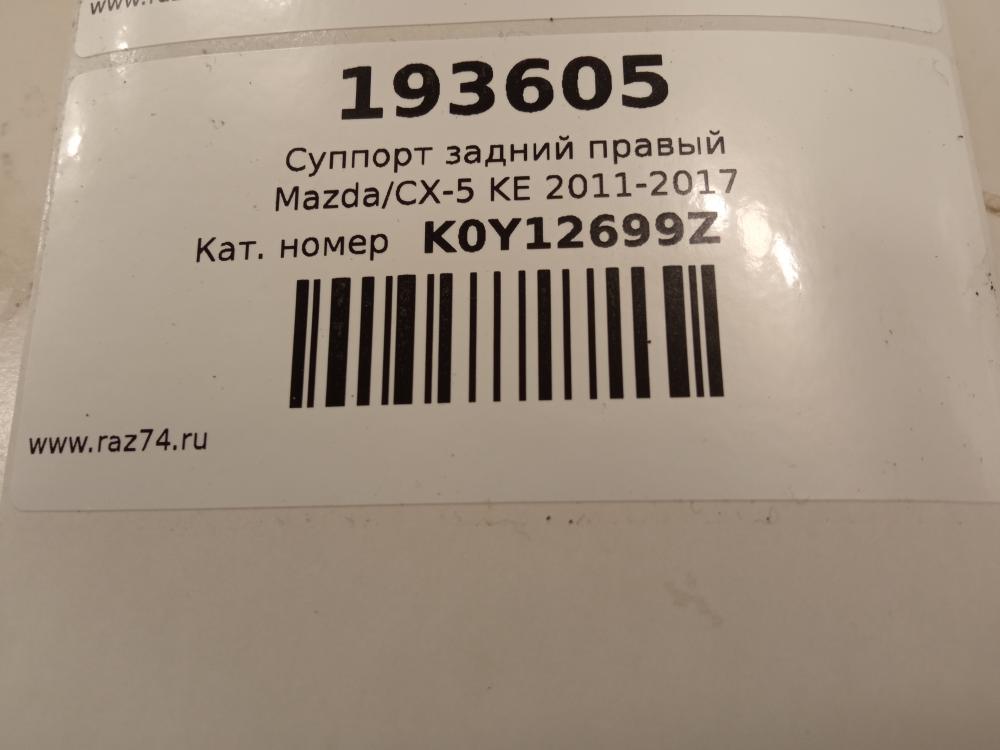 193605
Суппорт задний правый
Mazda/CX-5 KE 2011-2017
Кат. номер K0Y12699Z
www.raz74.ru